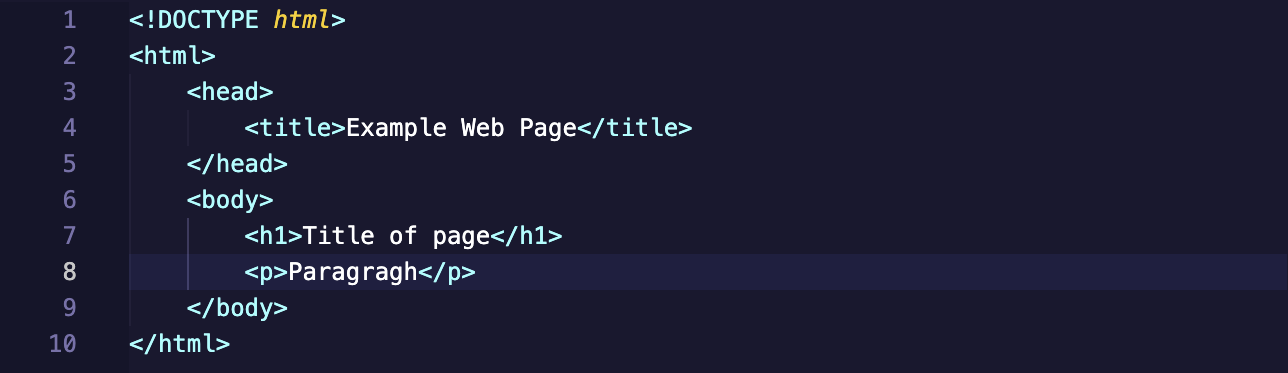 1 <!DOCTYPE html>
2 <html>
3     <head>
4         <title>Example Web Page</title>
5     </head>
6     <body>
7         <h1>Title of page</h1>
8         <p>Paragragh</p>
9     </body>
10 </html>